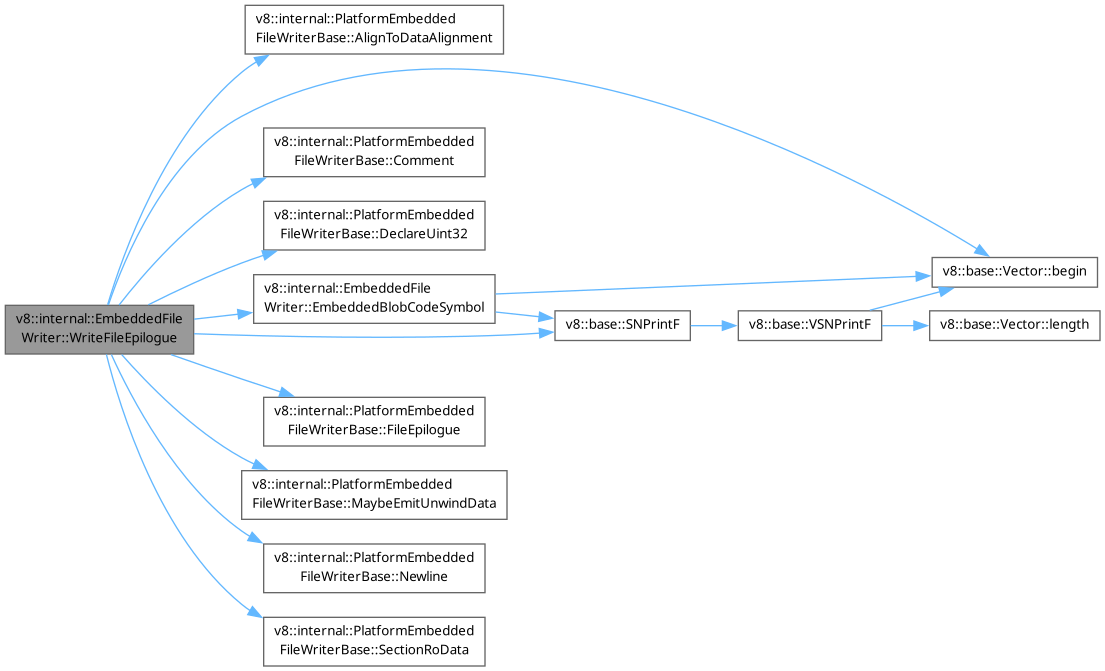 v8::internal::PlatformEmbedded
FileWriterBase::AlignToDataAlignment
v8::internal::PlatformEmbedded
FileWriterBase::Comment
v8::internal::PlatformEmbedded
FileWriterBase::DeclareUint32
v8::internal::EmbeddedFile
Writer::EmbeddedBlobCodeSymbol
v8::base::Vector::begin
v8::internal::EmbeddedFile
Writer::WriteFileEpilogue
v8::base::SNPrintF
v8::base::VSNPrintF
v8::base::Vector::length
v8::internal::PlatformEmbedded
FileWriterBase::FileEpilogue
v8::internal::PlatformEmbedded
FileWriterBase::MaybeEmitUnwindData
v8::internal::PlatformEmbedded
FileWriterBase::Newline
v8::internal::PlatformEmbedded
FileWriterBase::SectionRoData